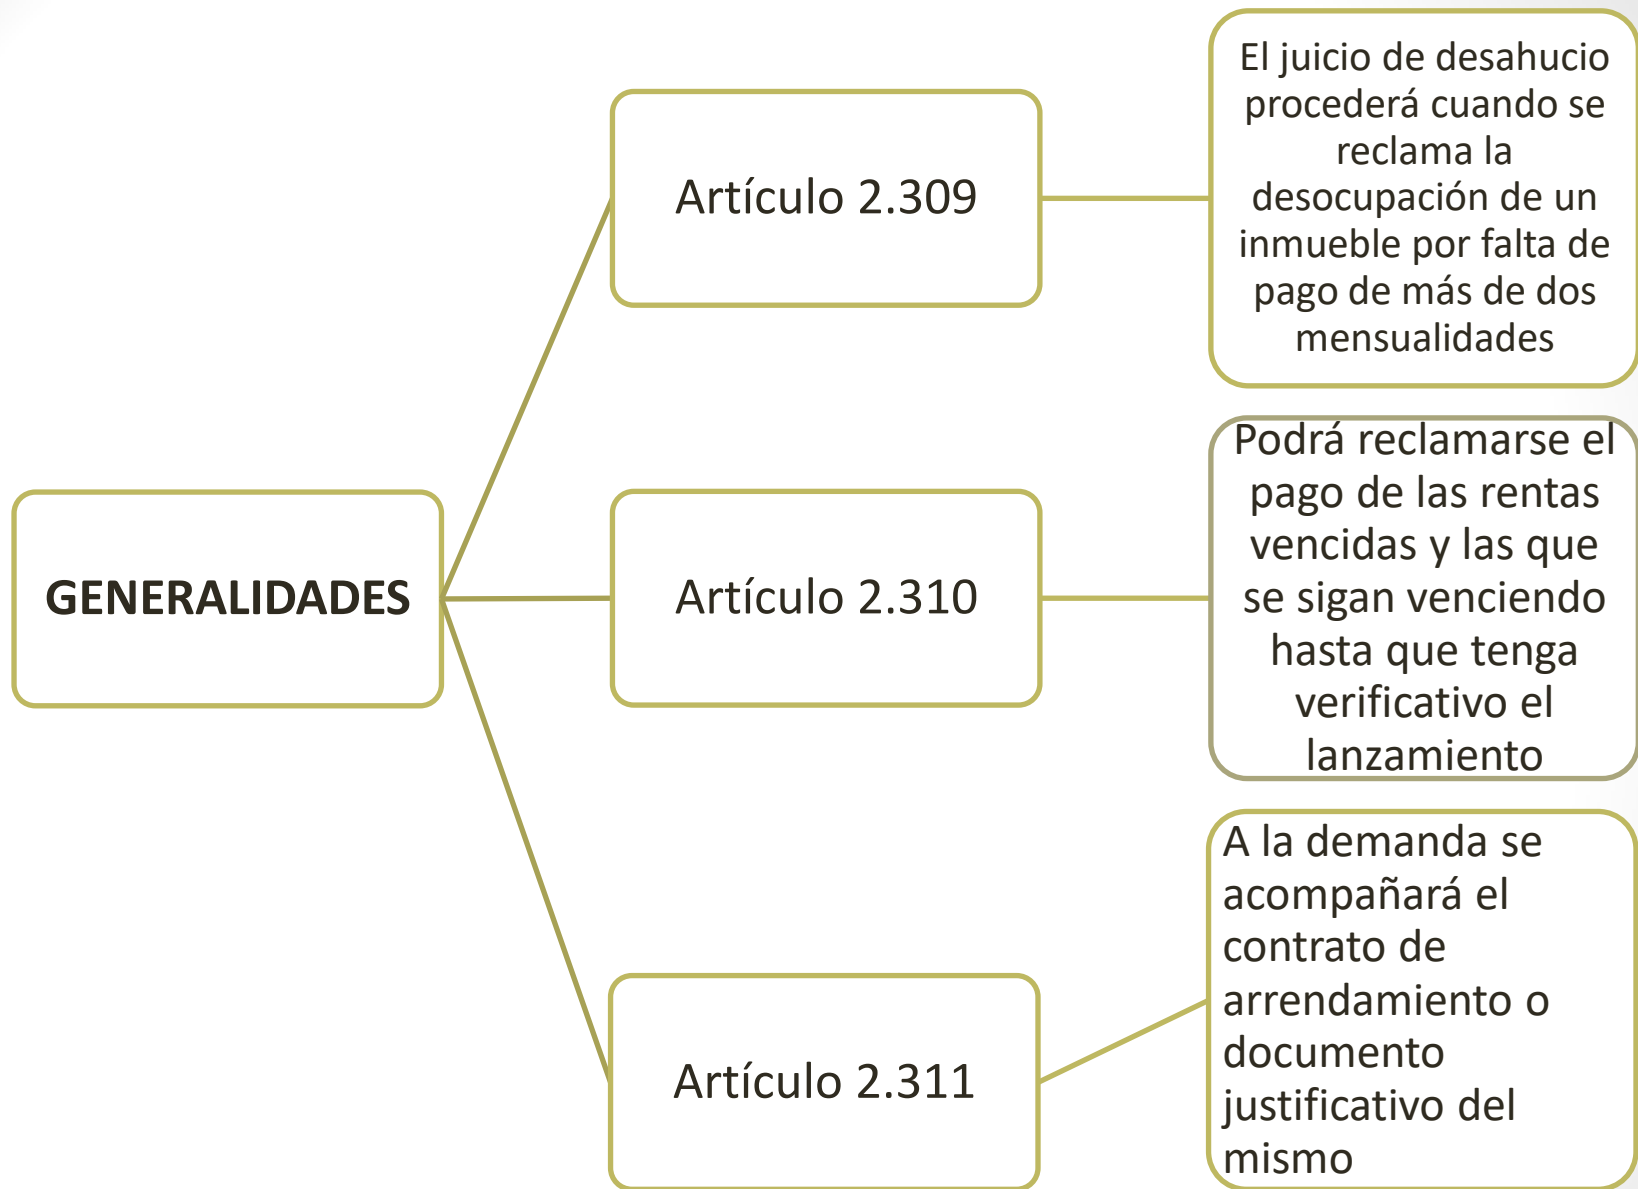 GENERALIDADES
Artículo 2.309
El juicio de desahucio
procederá cuando se
reclama la
desocupación de un
inmueble por falta de
pago de más de dos
mensualidades
Artículo 2.310
Podrá reclamarse el
pago de las rentas
vencidas y las que
se sigan venciendo
hasta que tenga
verificativo el
lanzamiento
Artículo 2.311
A la demanda se
acompañará el
contrato de
arrendamiento o
documento
justificativo del
mismo